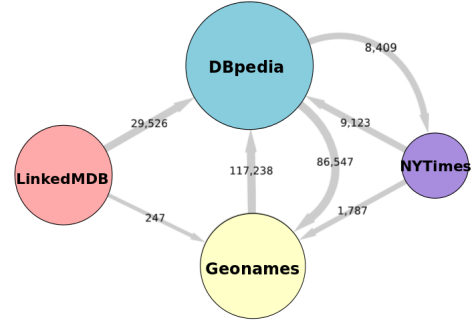 DBpedia
8,409
29,526
9,123
117,238
86,547
NYTimes
LinkedMDB
247
1,787
Geonames